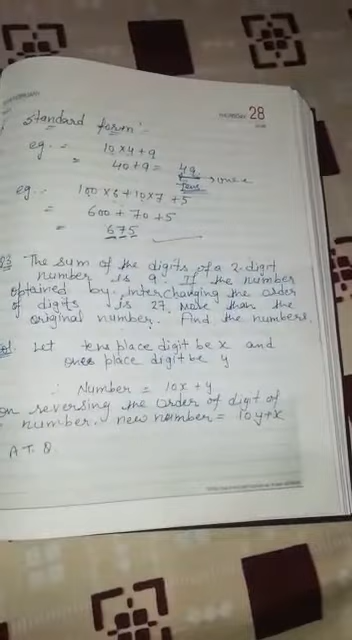 THURSDAY 28
Standard form :-
eg. :- 10 x 4 + 9
= 40 + 9 = 49
Tens ones
eg :- 100 x 6 + 10 x 7 + 5
= 600 + 70 + 5
= 675
Q3 The sum of the digits of a 2-digit
number is 9. If the number
obtained by interchanging the order
of digits is 27 more than the
original number. Find the numbers.
Sol. Let tens place digit be x and
ones place digit be y
∴ Number = 10x + y
on reversing the order of digit of
number. new number = 10y + x
A T. Q.